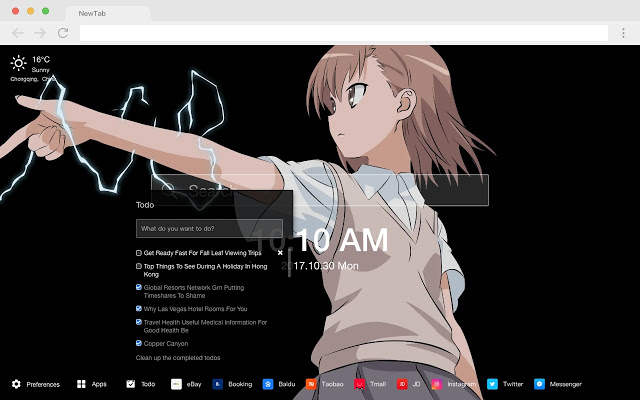 NewTab
16°C
Sunny
Chongqing, China
Search
Todo
What do you want to do?
10:10 AM
Get Ready Fast For Fall Leaf Viewing Trips
Top Things To See During A Holiday In Hong
Kong
2017.10.30 Mon
Global Resorts Network Grn Putting
Timeshares To Shame
Why Las Vegas Hotel Rooms For You
Travel Health Useful Medical Information For
Good Health Be
Copper Canyon
Clean up the completed todos
Preferences
Apps
Todo
eBay
Booking
Baidu
Taobao
Tmall
JD
Instagram
Twitter
Messenger